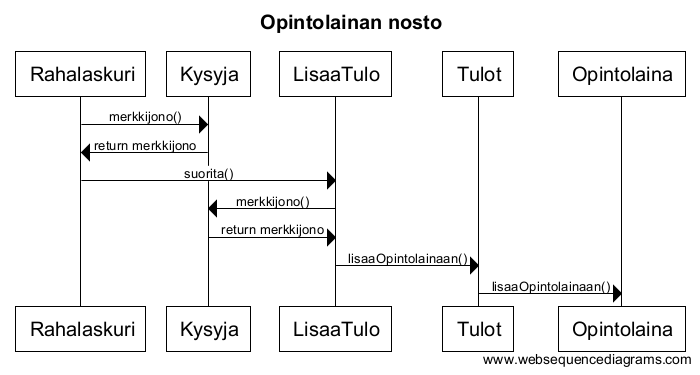 Opintolainan nosto
Rahalaskuri Kysyja LisaaTulo Tulot Opintolaina
merkkijono()
return merkkijono
suorita()
merkkijono()
return merkkijono
lisaaOpintolainaan()
lisaaOpintolainaan()
Rahalaskuri Kysyja LisaaTulo Tulot Opintolaina
www.websequencediagrams.com